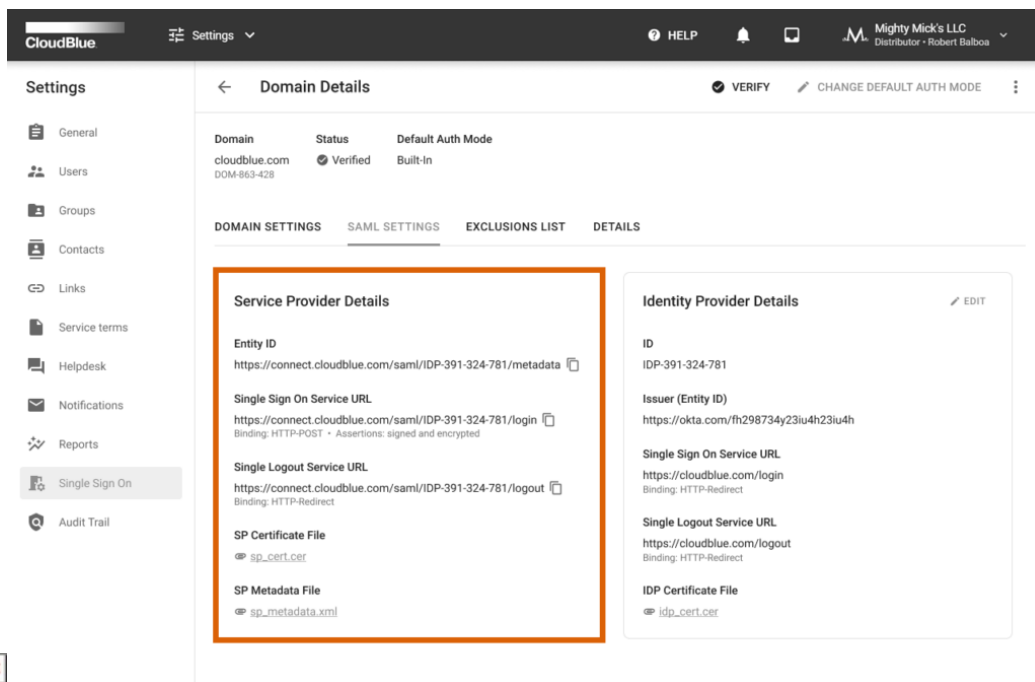 CloudBlue
Settings
HELP
Mighty Mick's LLC
Distributor • Robert Balboa
Settings
General
Users
Groups
Contacts
Links
Service terms
Helpdesk
Notifications
Reports
Single Sign On
Audit Trail
Domain Details
VERIFY
CHANGE DEFAULT AUTH MODE
Domain
cloudblue.com
DOM-863-428
Status
Verified
Default Auth Mode
Built-In
DOMAIN SETTINGS
SAML SETTINGS
EXCLUSIONS LIST
DETAILS
Service Provider Details
Entity ID
https://connect.cloudblue.com/saml/IDP-391-324-781/metadata
Single Sign On Service URL
https://connect.cloudblue.com/saml/IDP-391-324-781/login
Binding: HTTP-POST • Assertions: signed and encrypted
Single Logout Service URL
https://connect.cloudblue.com/saml/IDP-391-324-781/logout
Binding: HTTP-Redirect
SP Certificate File
sp_cert.cer
SP Metadata File
sp_metadata.xml
Identity Provider Details
EDIT
ID
IDP-391-324-781
Issuer (Entity ID)
https://okta.com/fh298734y23iu4h23iu4h
Single Sign On Service URL
https://cloudblue.com/login
Binding: HTTP-Redirect
Single Logout Service URL
https://cloudblue.com/logout
Binding: HTTP-Redirect
IDP Certificate File
idp_cert.cer